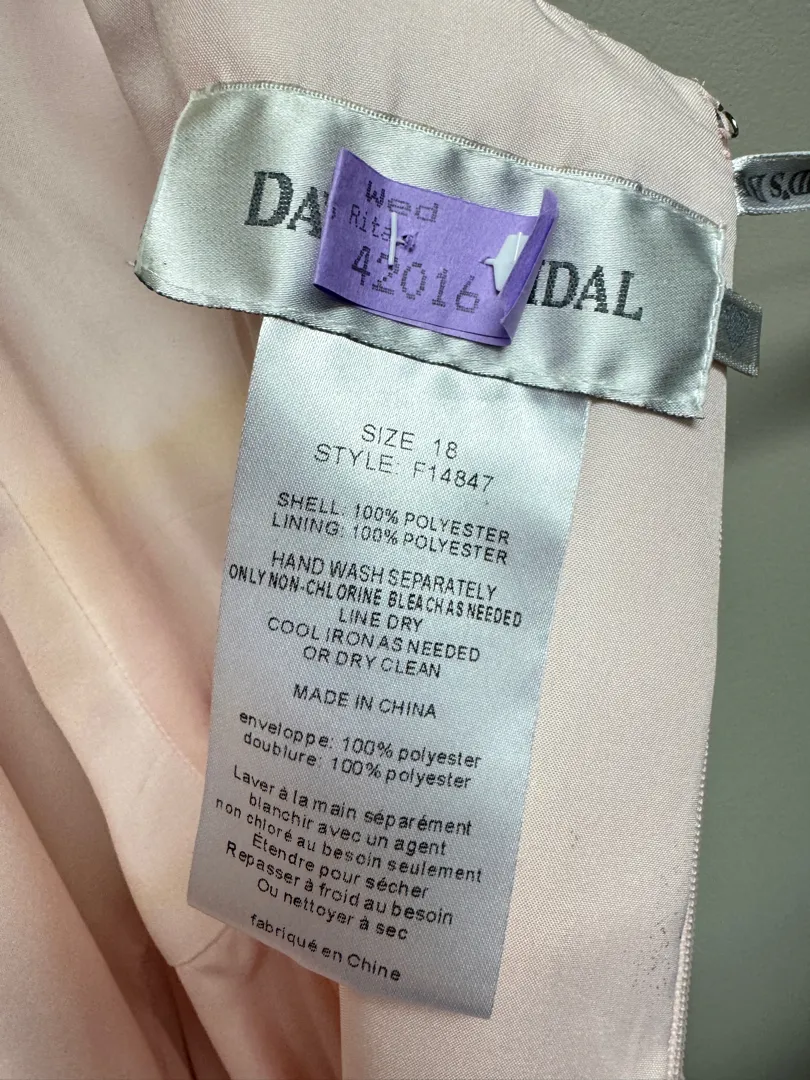 DA IDAL
Wed
Rita
42016
D'S
SIZE 18
STYLE: F14847
SHELL: 100% POLYESTER
LINING: 100% POLYESTER
HAND WASH SEPARATELY
ONLY NON-CHLORINE BLEACH AS NEEDED
LINE DRY
COOL IRON AS NEEDED
OR DRY CLEAN
MADE IN CHINA
enveloppe: 100% polyester
doublure: 100% polyester
Laver à la main séparément
blanchir avec un agent
non chloré au besoin seulement
Étendre pour sécher
Repasser à froid au besoin
Ou nettoyer à sec
fabriqué en Chine